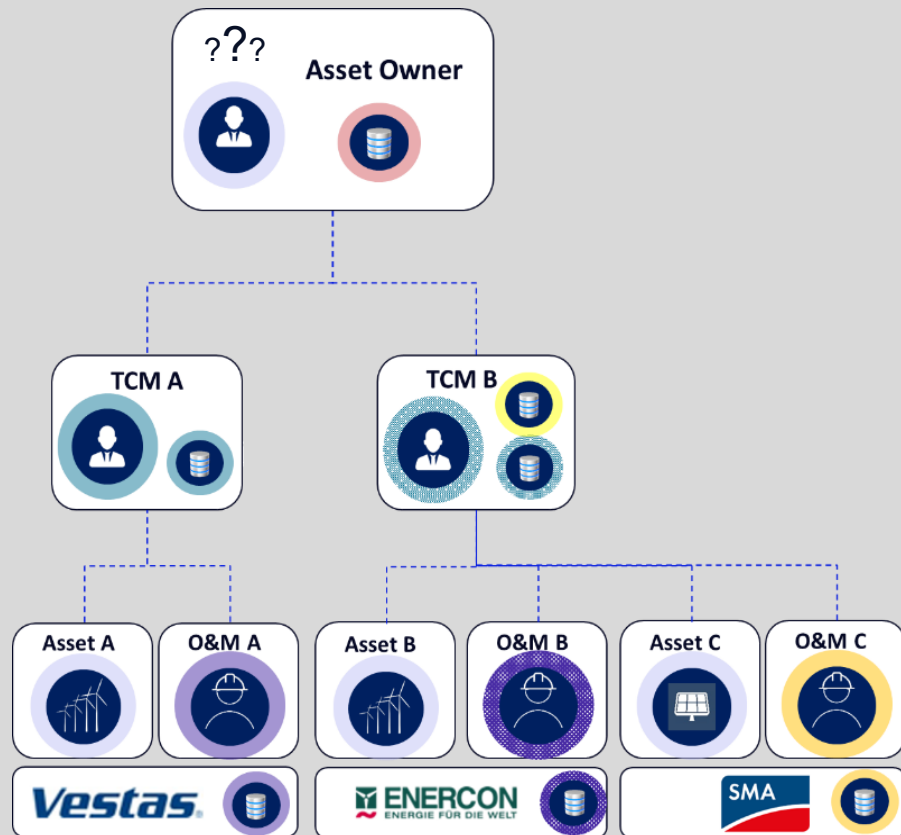 ???
Asset Owner
TCM A
TCM B
Asset A
O&M A
Asset B
O&M B
Asset C
O&M C
Vestas.
ENERCON
ENERGIE FÜR DIE WELT
SMA